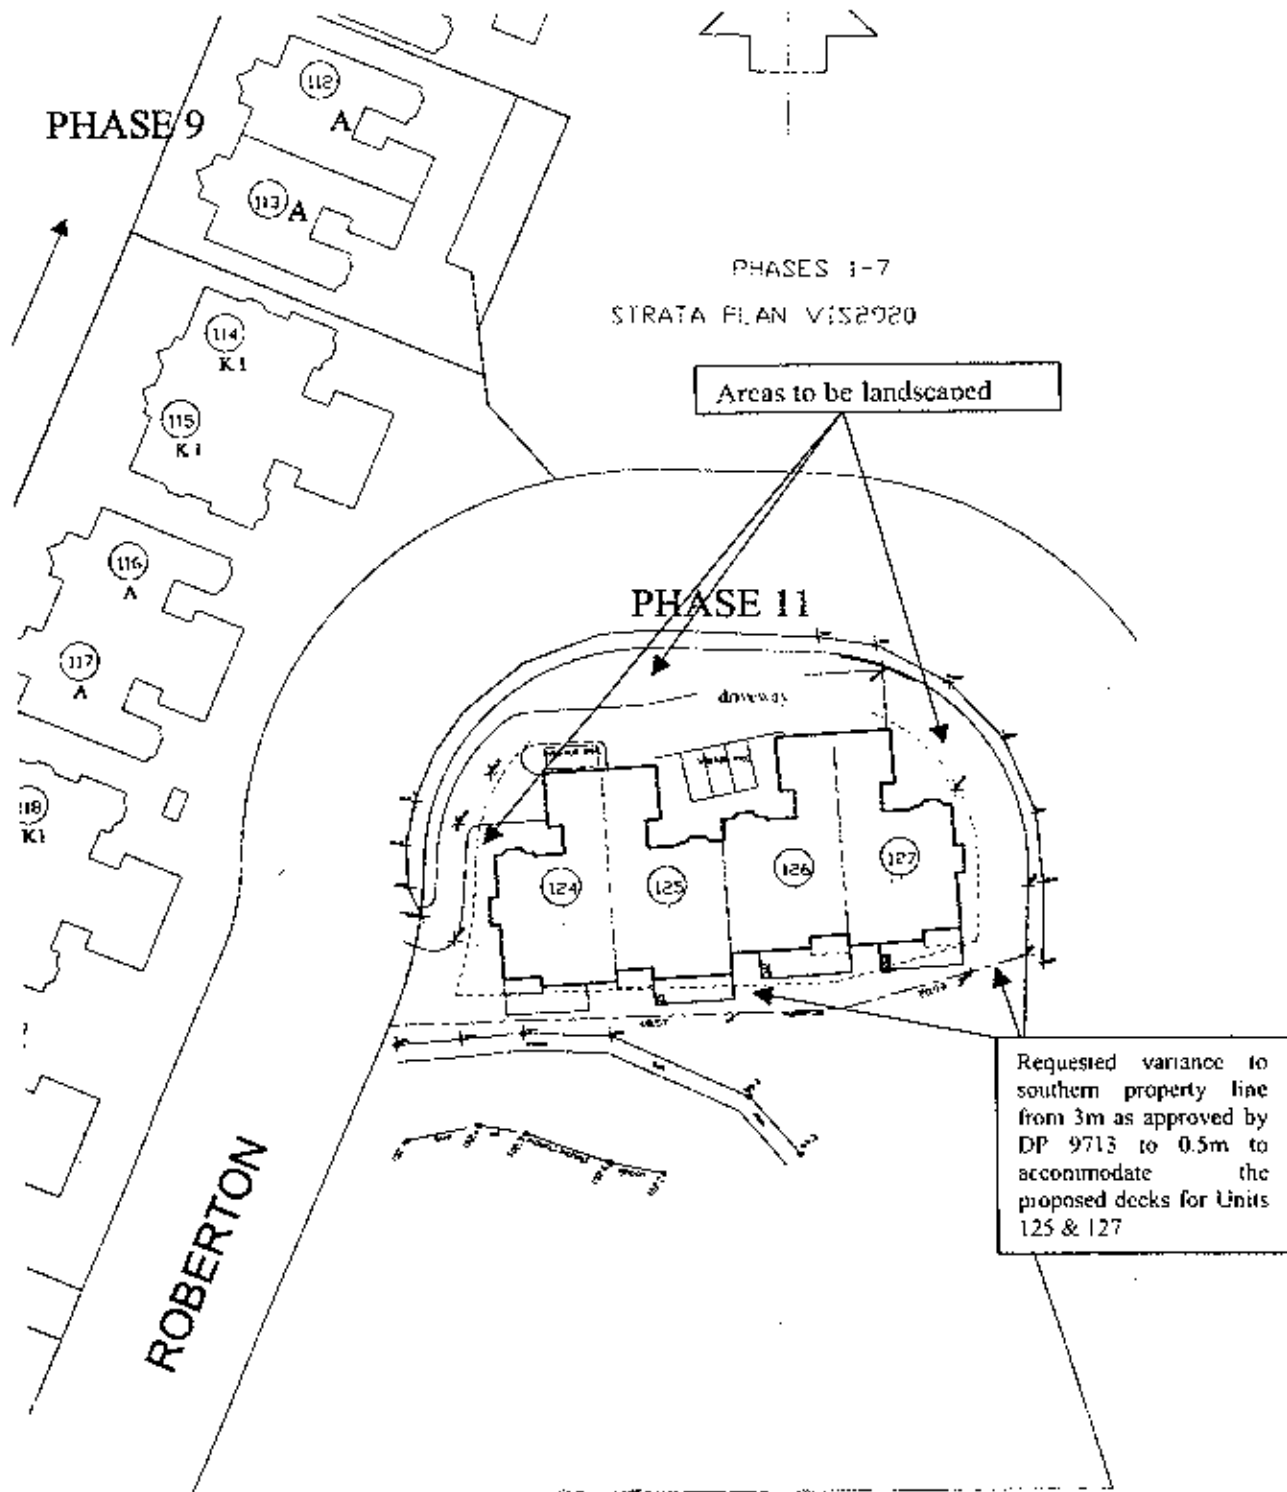 112
PHASE 9
A
113 A
PHASES 1-7
STRATA PLAN VIS2920
114
K1
Areas to be landscaped
115
K1
116
A
PHASE 11
117
A
driveway
118
K1
124
125
126
127
Requested variance to
southern property line
from 3m as approved by
DP 9713 to 0.5m to
accommodate the
proposed decks for Units
125 & 127
ROBERTON